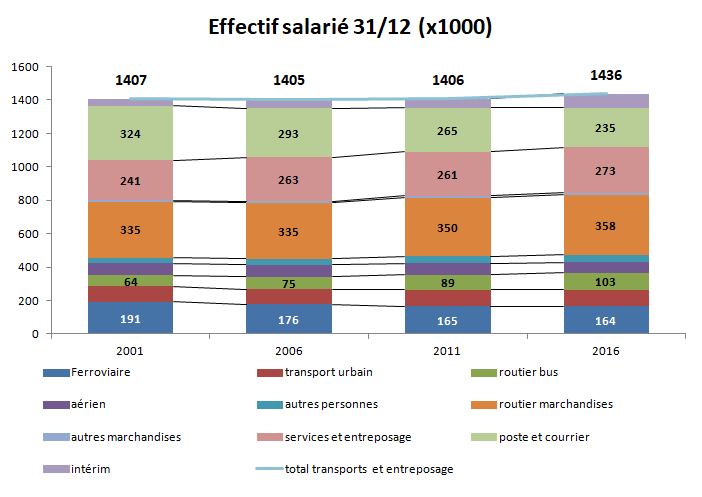 Effectif salarié 31/12 (x1000)
1600
1400
1200
1000
800
600
400
200
0
1407 1405 1406 1436
324 293 265 235
241 263 261 273
335 335 350 358
64 75 89 103
191 176 165 164
2001 2006 2011 2016
Ferroviaire transport urbain routier bus
aérien autres personnes routier marchandises
autres marchandises services et entreposage poste et courrier
intérim total transports et entreposage